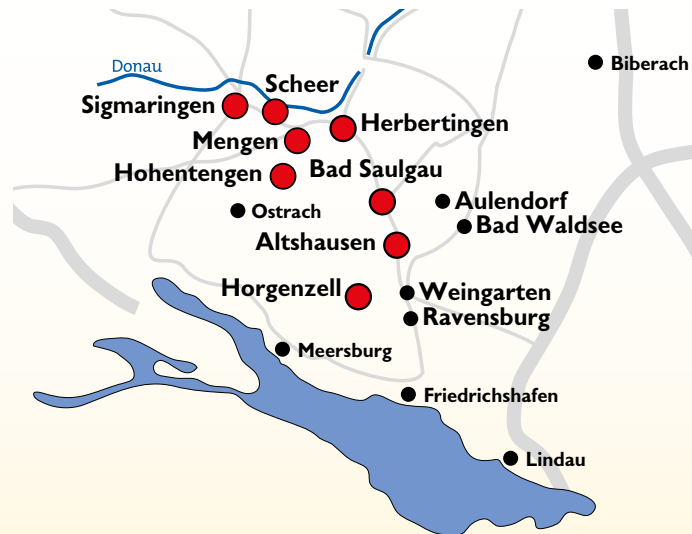 Donau
Biberach
Scheer
Sigmaringen
Herbertingen
Mengen
Bad Saulgau
Hohentengen
Aulendorf
Ostrach
Bad Waldsee
Altshausen
Horgenzell
Weingarten
Ravensburg
Meersburg
Friedrichshafen
Lindau